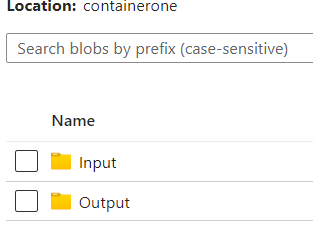 Location: containerone
Search blobs by prefix (case-sensitive)
Name
Input
Output